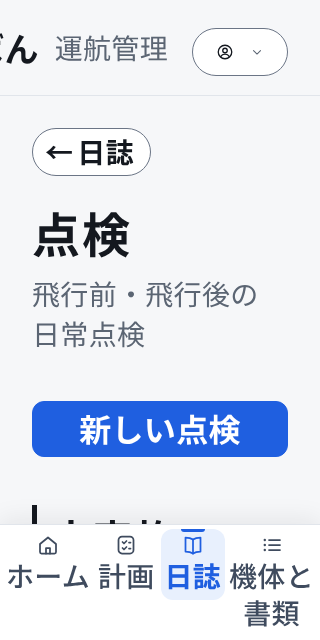 ん 運航管理
← 日誌
点検
飛行前・飛行後の
日常点検
新しい点検
ホーム 計画 日誌 機体と
書類